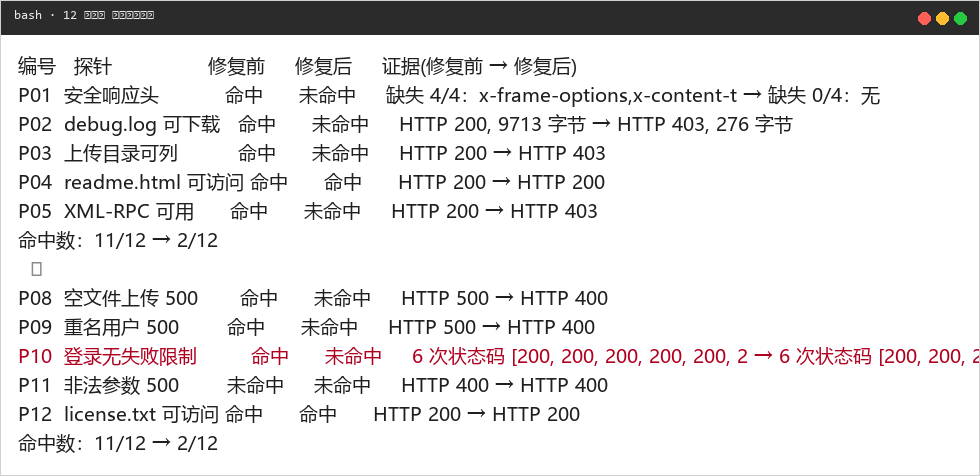 bash · 12
编号 探针 修复前 修复后 证据(修复前 → 修复后)
P01 安全响应头 命中 未命中 缺失 4/4：x-frame-options,x-content-t → 缺失 0/4：无
P02 debug.log 可下载 命中 未命中 HTTP 200, 9713 字节 → HTTP 403, 276 字节
P03 上传目录可列 命中 未命中 HTTP 200 → HTTP 403
P04 readme.html 可访问 命中 命中 HTTP 200 → HTTP 200
P05 XML-RPC 可用 命中 未命中 HTTP 200 → HTTP 403
命中数：11/12 → 2/12
P08 空文件上传 500 命中 未命中 HTTP 500 → HTTP 400
P09 重名用户 500 命中 未命中 HTTP 500 → HTTP 400
P10 登录无失败限制 命中 未命中 6 次状态码 [200, 200, 200, 200, 200, 2 → 6 次状态码 [200, 200, 2
P11 非法参数 500 未命中 未命中 HTTP 400 → HTTP 400
P12 license.txt 可访问 命中 命中 HTTP 200 → HTTP 200
命中数：11/12 → 2/12